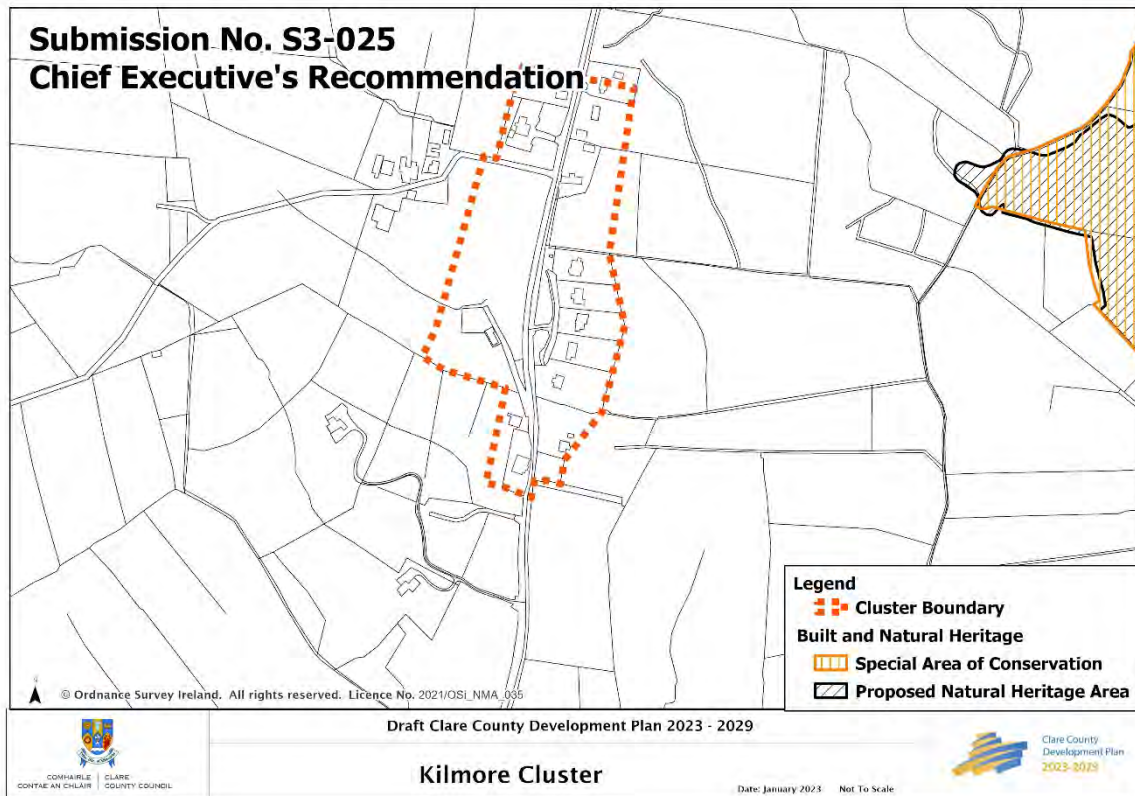 Submission No. S3-025
Chief Executive's Recommendation
Legend
Cluster Boundary
Built and Natural Heritage
Special Area of Conservation
Proposed Natural Heritage Area
© Ordnance Survey Ireland. All rights reserved. Licence No. 2021/OSi_NMA_035
Draft Clare County Development Plan 2023 - 2029
Kilmore Cluster
Date: January 2023 Not To Scale
COMHAIRLE CONTAE AN CHLÁIR
CLARE COUNTY COUNCIL
Clare County
Development Plan
2023-2029